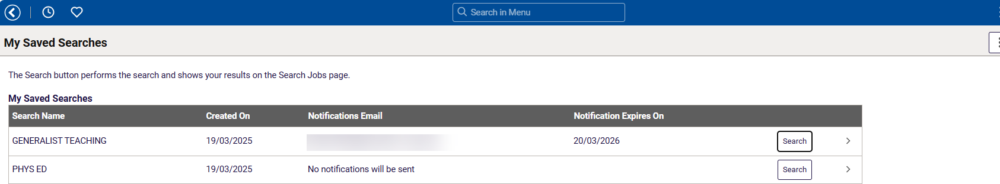 Search in Menu
My Saved Searches
The Search button performs the search and shows your results on the Search Jobs page.
My Saved Searches
Search Name Created On Notifications Email Notification Expires On
GENERALIST TEACHING 19/03/2025 20/03/2026 Search
PHYS ED 19/03/2025 No notifications will be sent Search